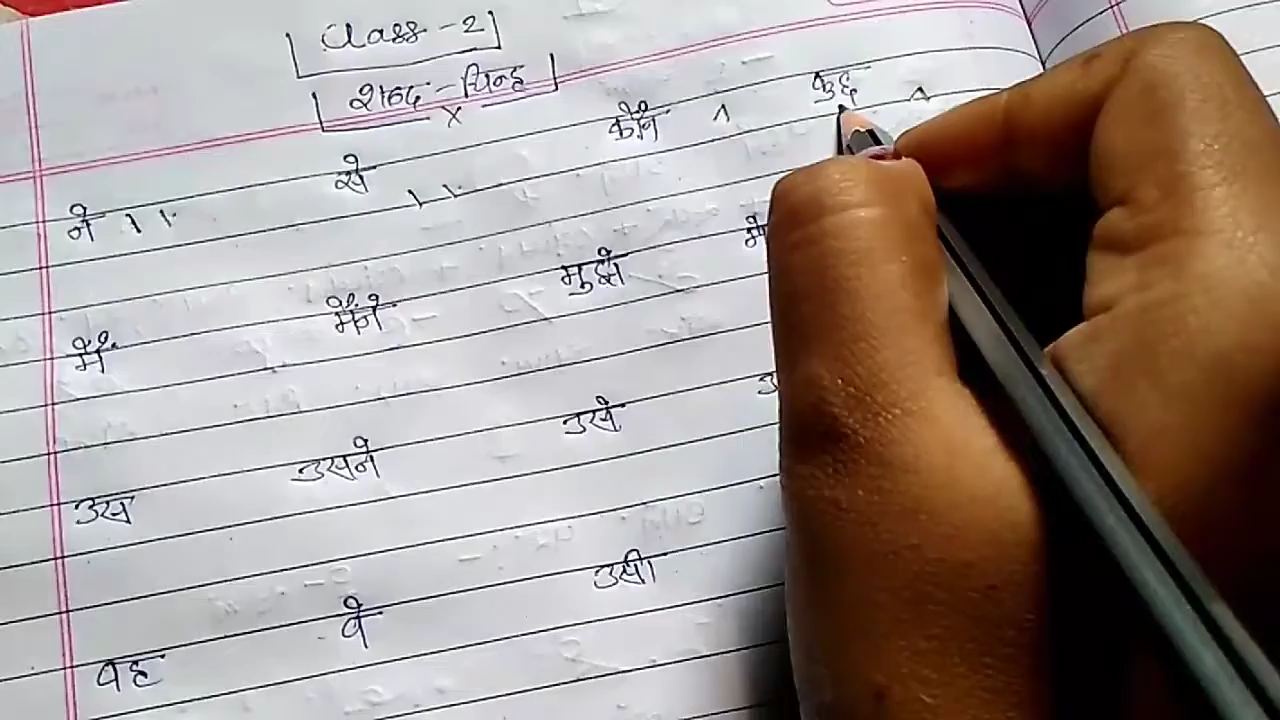 Class-2
शब्द-चिन्ह
ने से कौन कुछ
मैं मैंने मुझे
उस उसने उसे
वह वे उसी